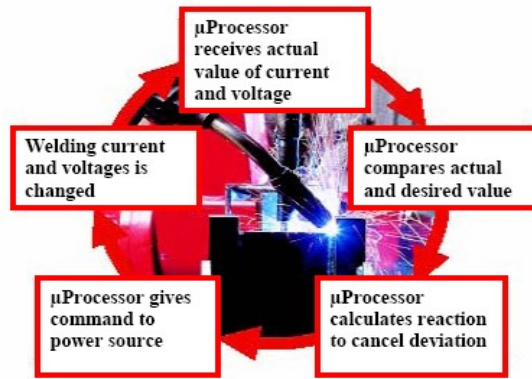 µProcessor
receives actual
value of current
and voltage
µProcessor
compares actual
and desired value
µProcessor
calculates reaction
to cancel deviation
µProcessor gives
command to
power source
Welding current
and voltages is
changed